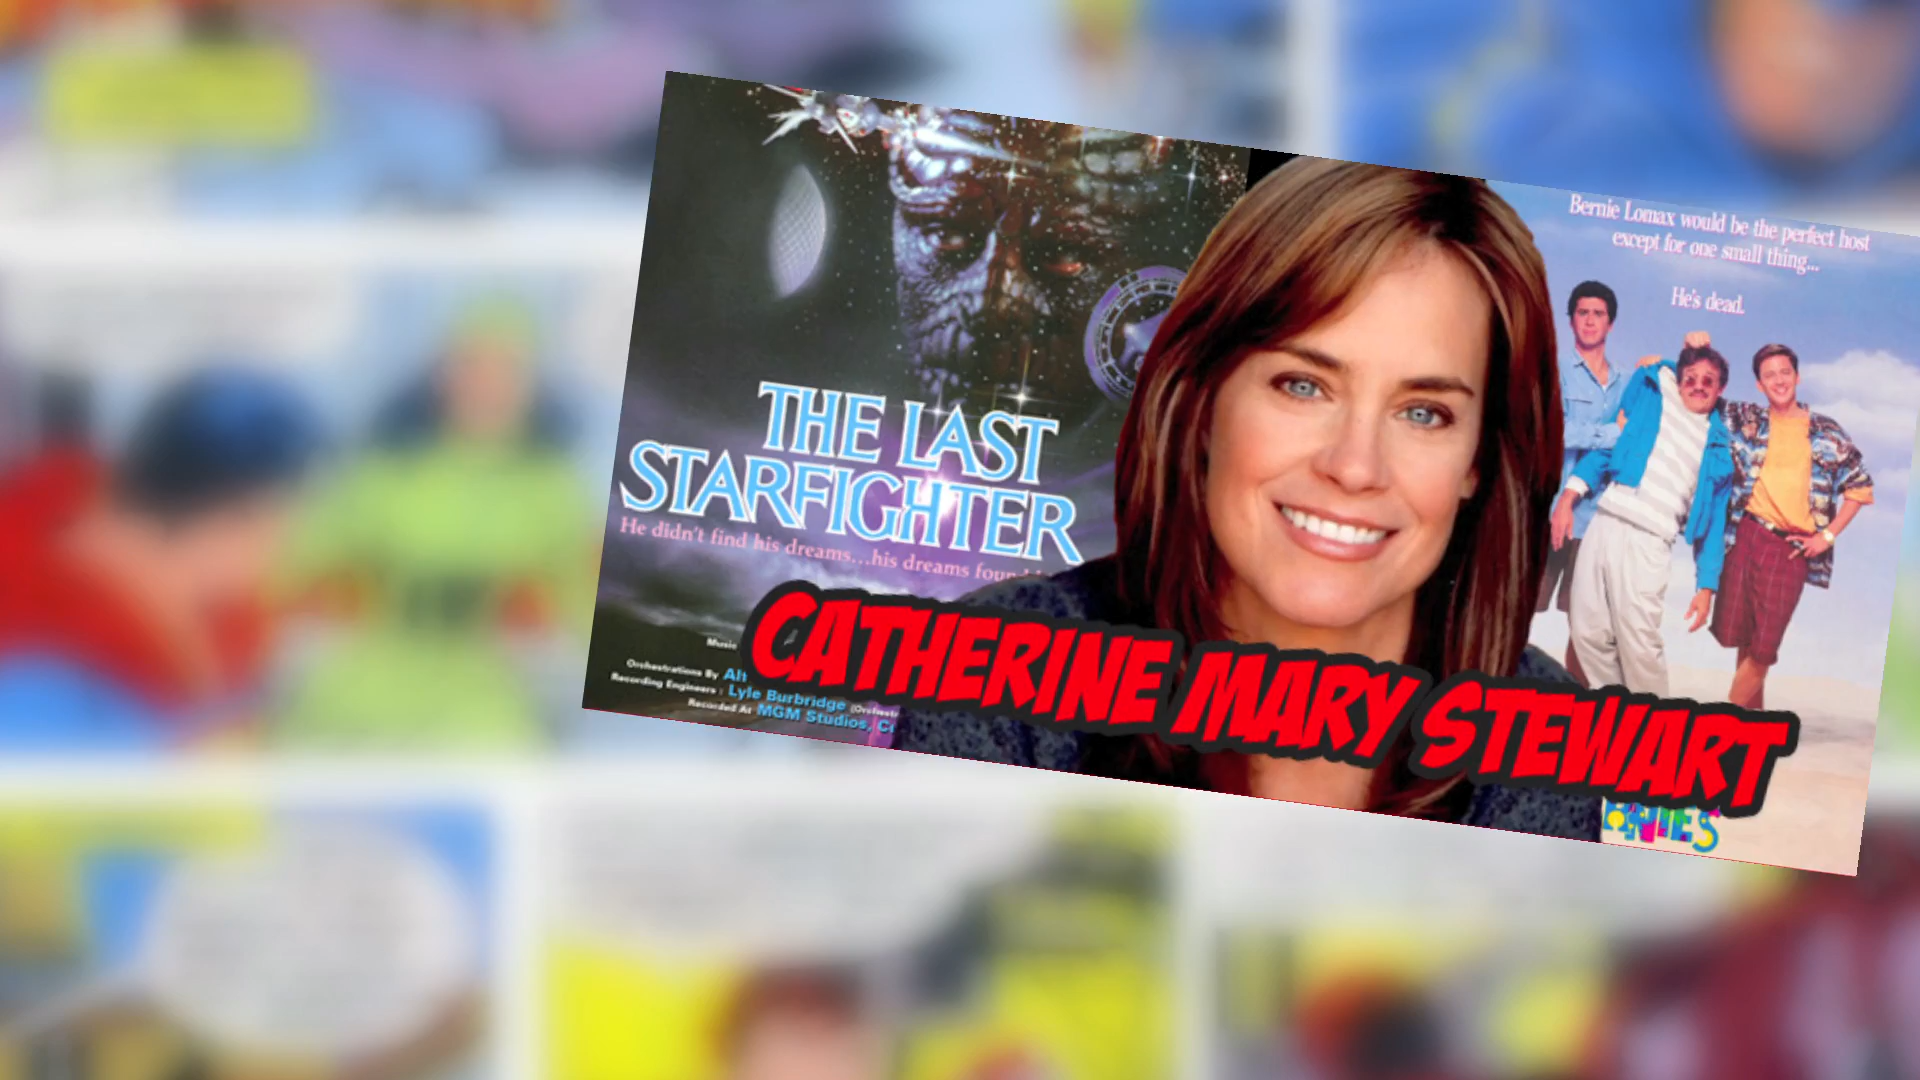 THE LAST
STARFIGHTER
He didn't find his dreams...his dreams
Music
Orchestrations By
Recording Engineers : Lyle Burbridge
Recorded At MGM Studios,
Bernie Lomax would be the perfect host
except for one small thing...
He's dead.
CATHERINE MARY STEWART